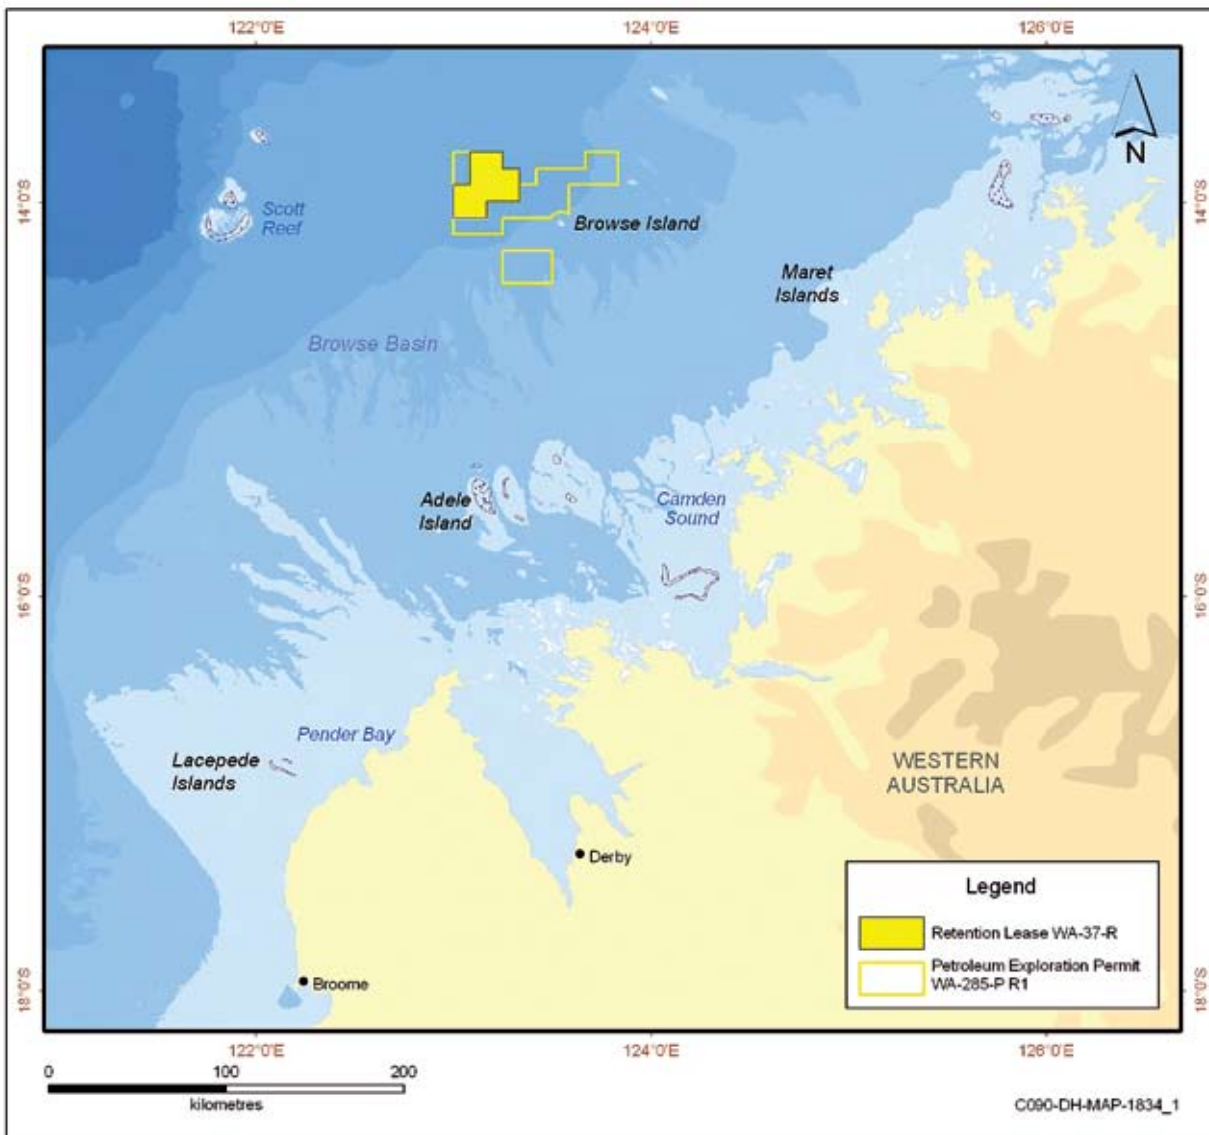 122°0'E
124°0'E
126°0'E
N
14°0'S
14°0'S
Scott
Reef
Browse Island
Maret
Islands
Browse Basin
Adele
Island
Camden
Sound
16°0'S
16°0'S
Pender Bay
Lacepede
Islands
WESTERN
AUSTRALIA
Derby
Broome
Legend
Retention Lease WA-37-R
Petroleum Exploration Permit
WA-285-P R1
18°0'S
18°0'S
122°0'E
124°0'E
126°0'E
0 100 200
kilometres
C090-DH-MAP-1834_1